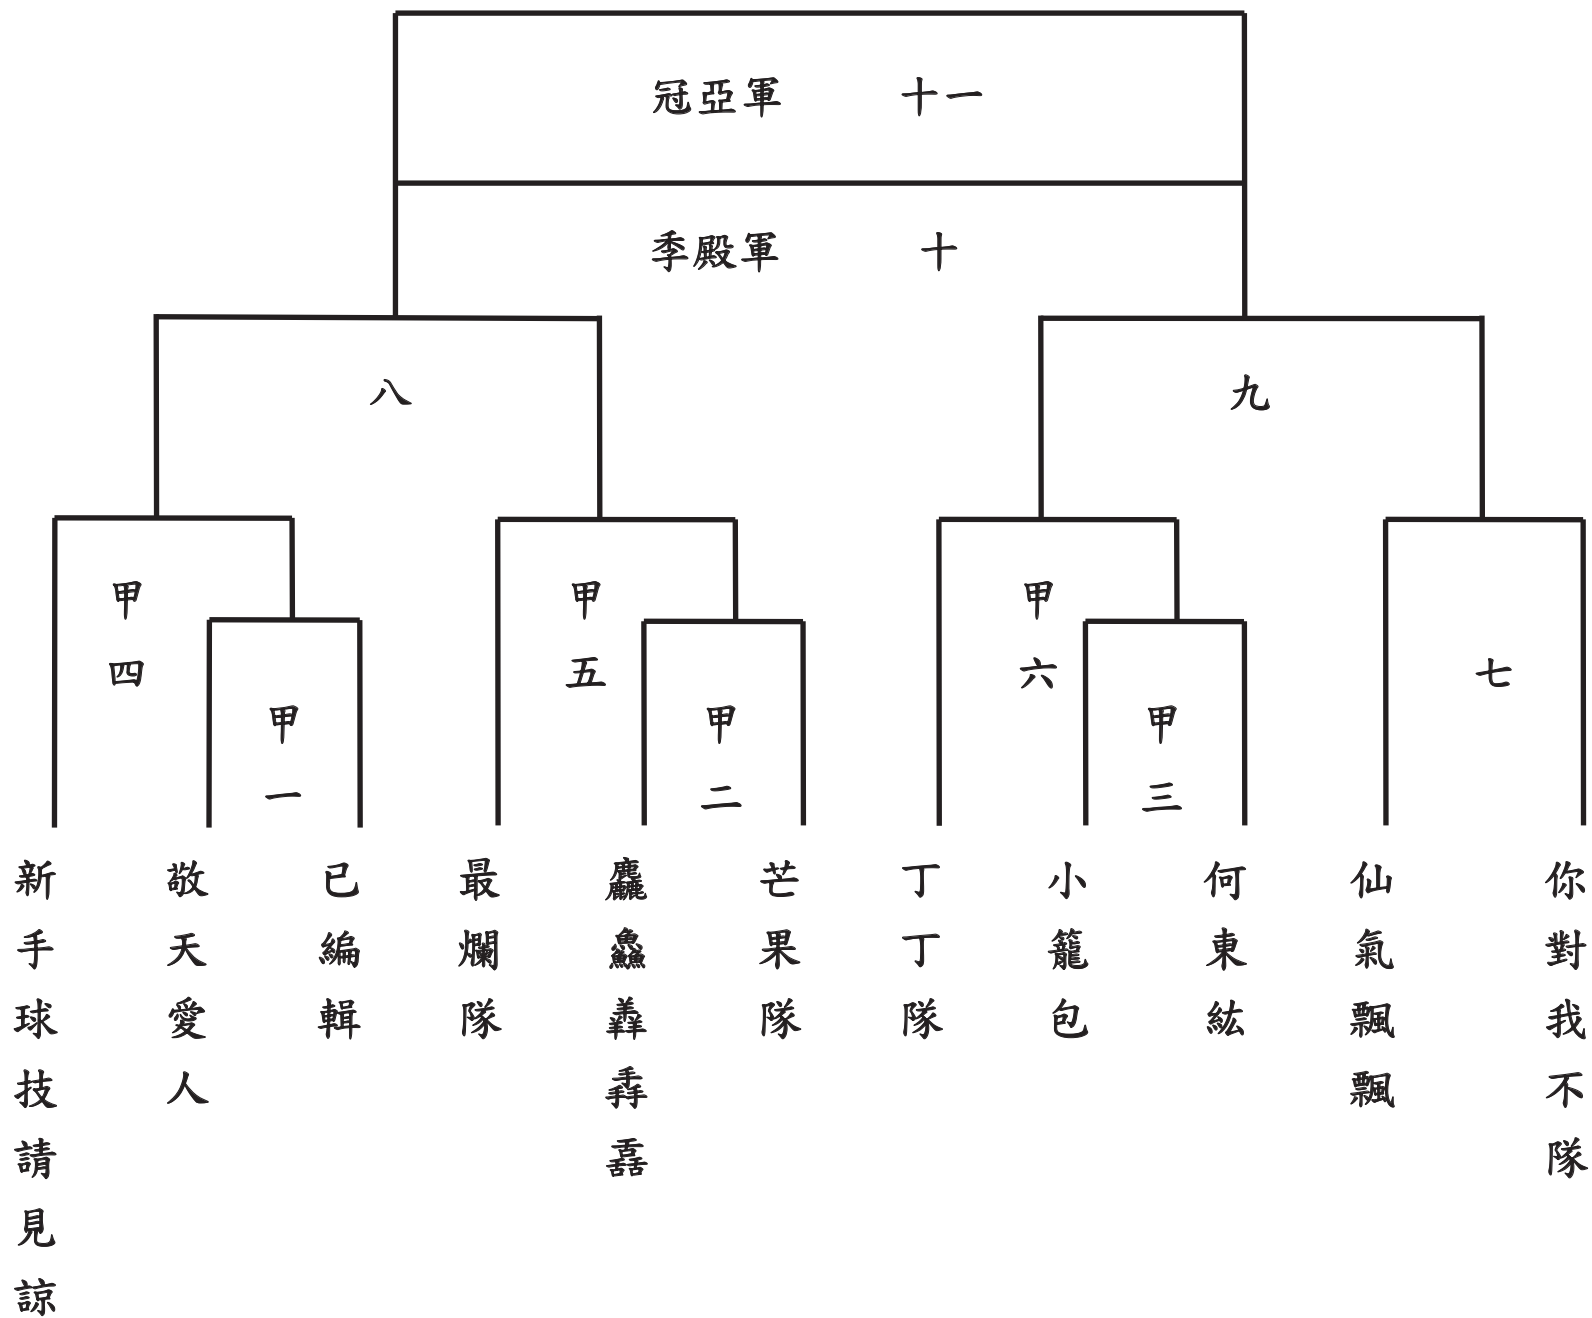 冠亞軍 十一
季殿軍 十
八
九
甲四
甲一
甲五
甲二
甲六
甲三
七
新手球技請見諒
敬天愛人
已編輯
最爛隊
麤鱻羴掱嚞
芒果隊
丁丁隊
小籠包
何東紘
仙氣飄飄
你對我不隊